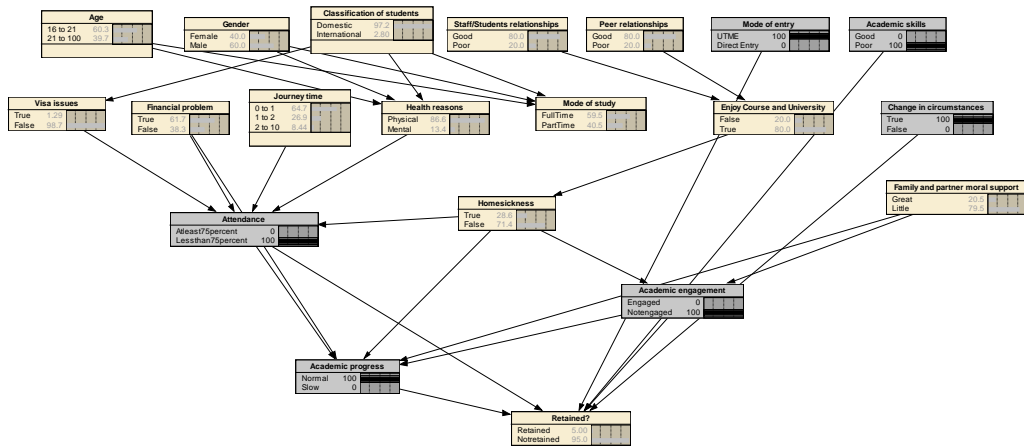 Age
16 to 21 60.3
21 to 100 39.7
Gender
Female 40.0
Male 60.0
Classification of students
Domestic 97.2
International 2.80
Staff/Students relationships
Good 80.0
Poor 20.0
Peer relationships
Good 80.0
Poor 20.0
Mode of entry
UTME 100
Direct Entry 0
Academic skills
Good 0
Poor 100
Visa issues
True 1.29
False 98.7
Financial problem
True 61.7
False 38.3
Journey time
0 to 1 64.7
1 to 2 26.9
2 to 10 8.44
Health reasons
Physical 86.6
Mental 13.4
Mode of study
FullTime 59.5
PartTime 40.5
Enjoy Course and University
False 20.0
True 80.0
Change in circumstances
True 100
False 0
Family and partner moral support
Great 20.5
Little 79.5
Homesickness
True 28.6
False 71.4
Attendance
Atleast75percent 0
Lessthan75percent 100
Academic engagement
Engaged 0
Notengaged 100
Academic progress
Normal 100
Slow 0
Retained?
Retained 5.00
Notretained 95.0